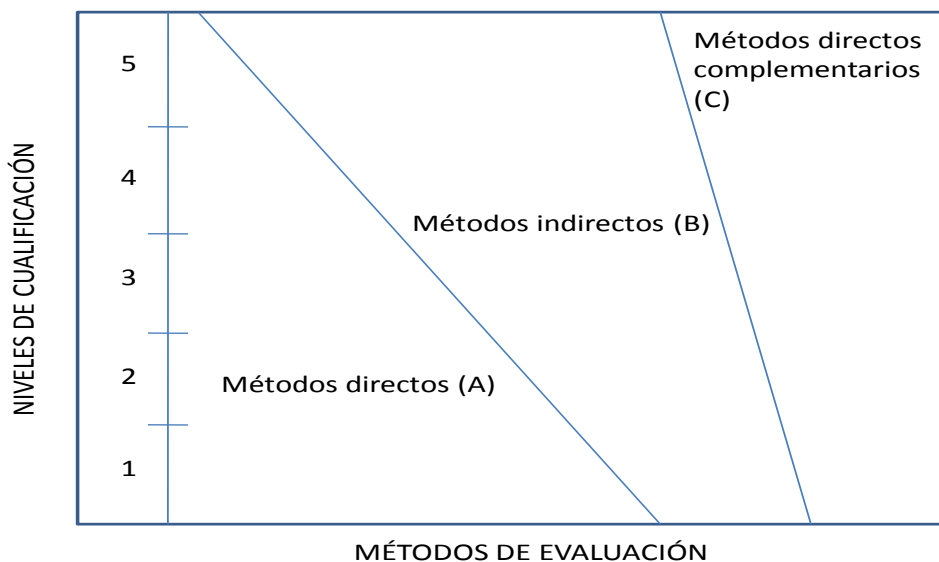 Métodos directos
complementarios
(C)
5
4
Métodos indirectos (B)
3
2
Métodos directos (A)
1
NIVELES DE CUALIFICACIÓN
MÉTODOS DE EVALUACIÓN